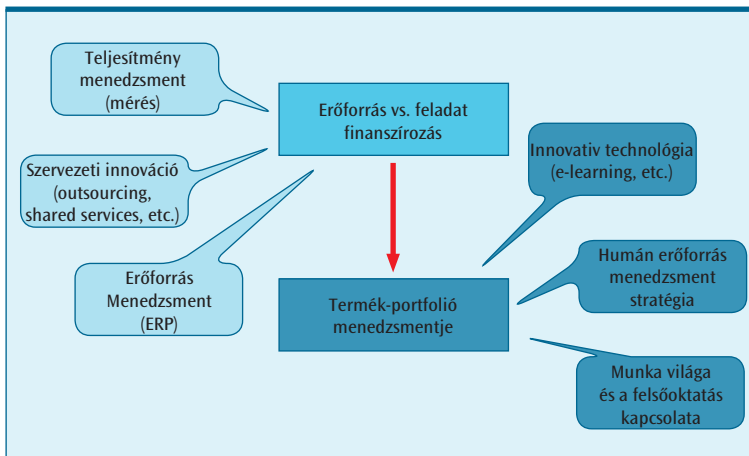 Teljesítmény
menedzsment
(mérés)
Erőforrás vs. feladat
finanszírozás
Szervezeti innováció
(outsourcing,
shared services, etc.)
Innovativ technológia
(e-learning, etc.)
Erőforrás
Menedzsment
(ERP)
Humán erőforrás
menedzsment
stratégia
Termék-portfolió
menedzsmentje
Munka világa
és a felsőoktatás
kapcsolata